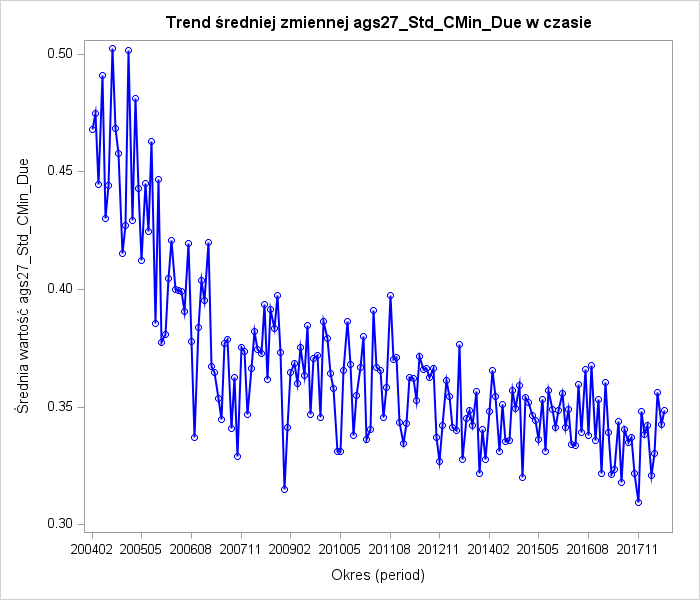 Trend średniej zmiennej ags27_Std_CMin_Due w czasie
Średnia wartość ags27_Std_CMin_Due
0.50
0.45
0.40
0.35
0.30
200402 200505 200608 200711 200902 201005 201108 201211 201402 201505 201608 201711
Okres (period)